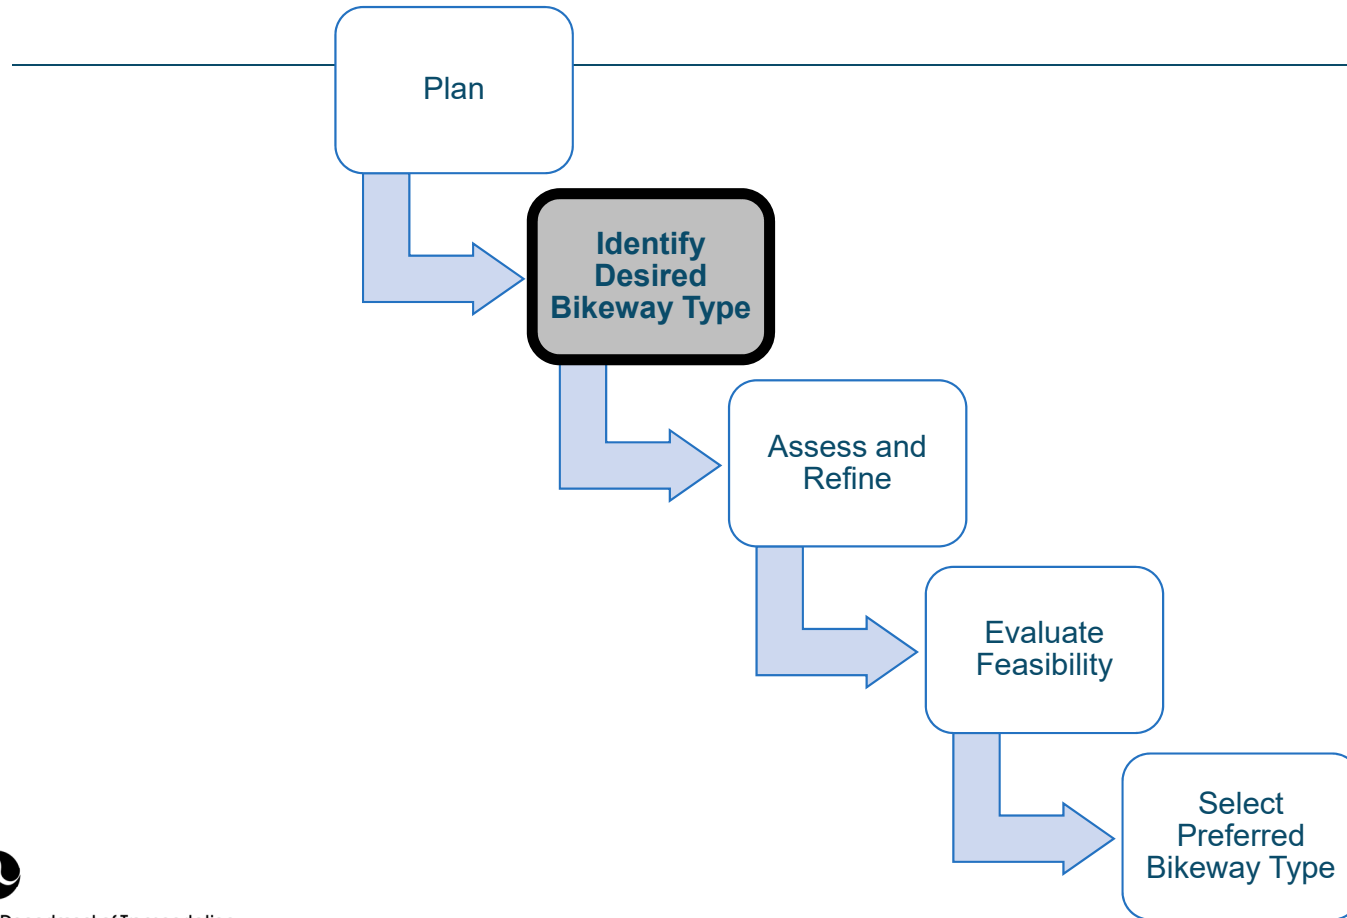 Plan
Identify
Desired
Bikeway Type
Assess and
Refine
Evaluate
Feasibility
Select
Preferred
Bikeway Type